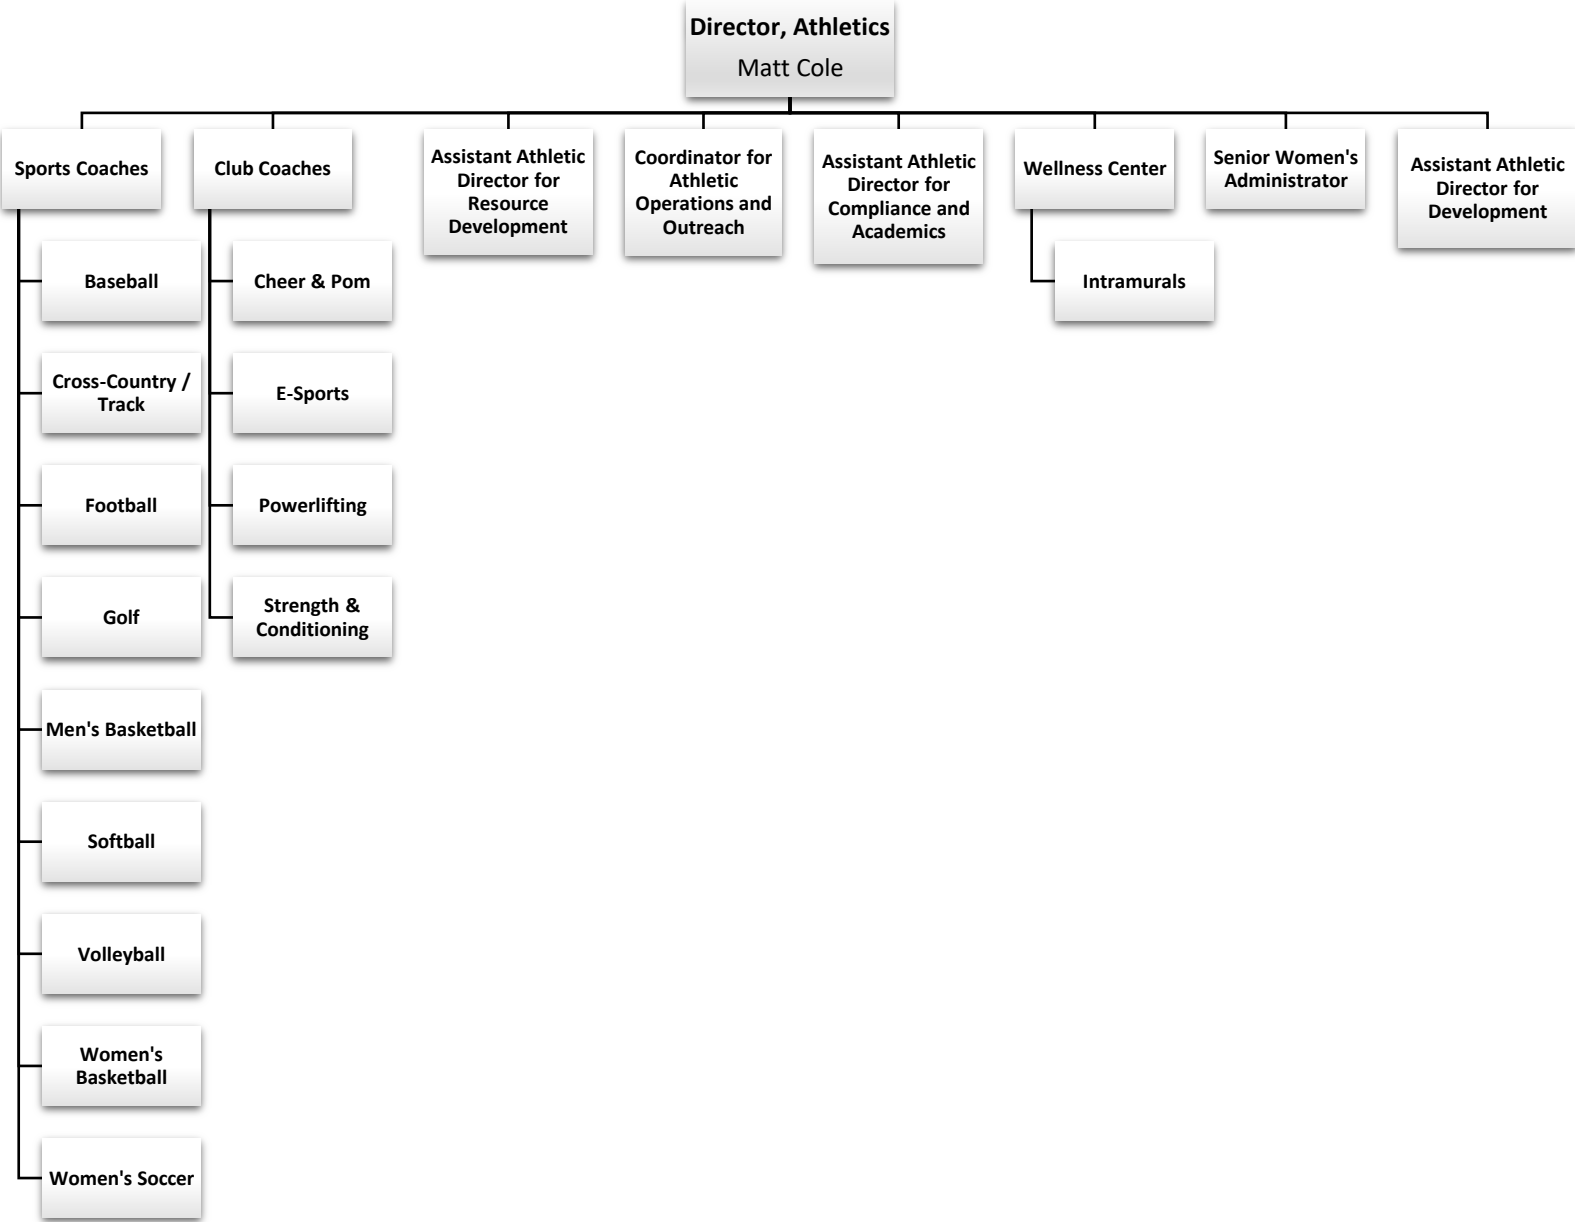 Director, Athletics
Matt Cole
Sports Coaches
Baseball
Cross-Country /
Track
Football
Golf
Men's Basketball
Softball
Volleyball
Women's
Basketball
Women's Soccer
Club Coaches
Cheer & Pom
E-Sports
Powerlifting
Strength &
Conditioning
Assistant Athletic
Director for
Resource
Development
Coordinator for
Athletic
Operations and
Outreach
Assistant Athletic
Director for
Compliance and
Academics
Wellness Center
Intramurals
Senior Women's
Administrator
Assistant Athletic
Director for
Development